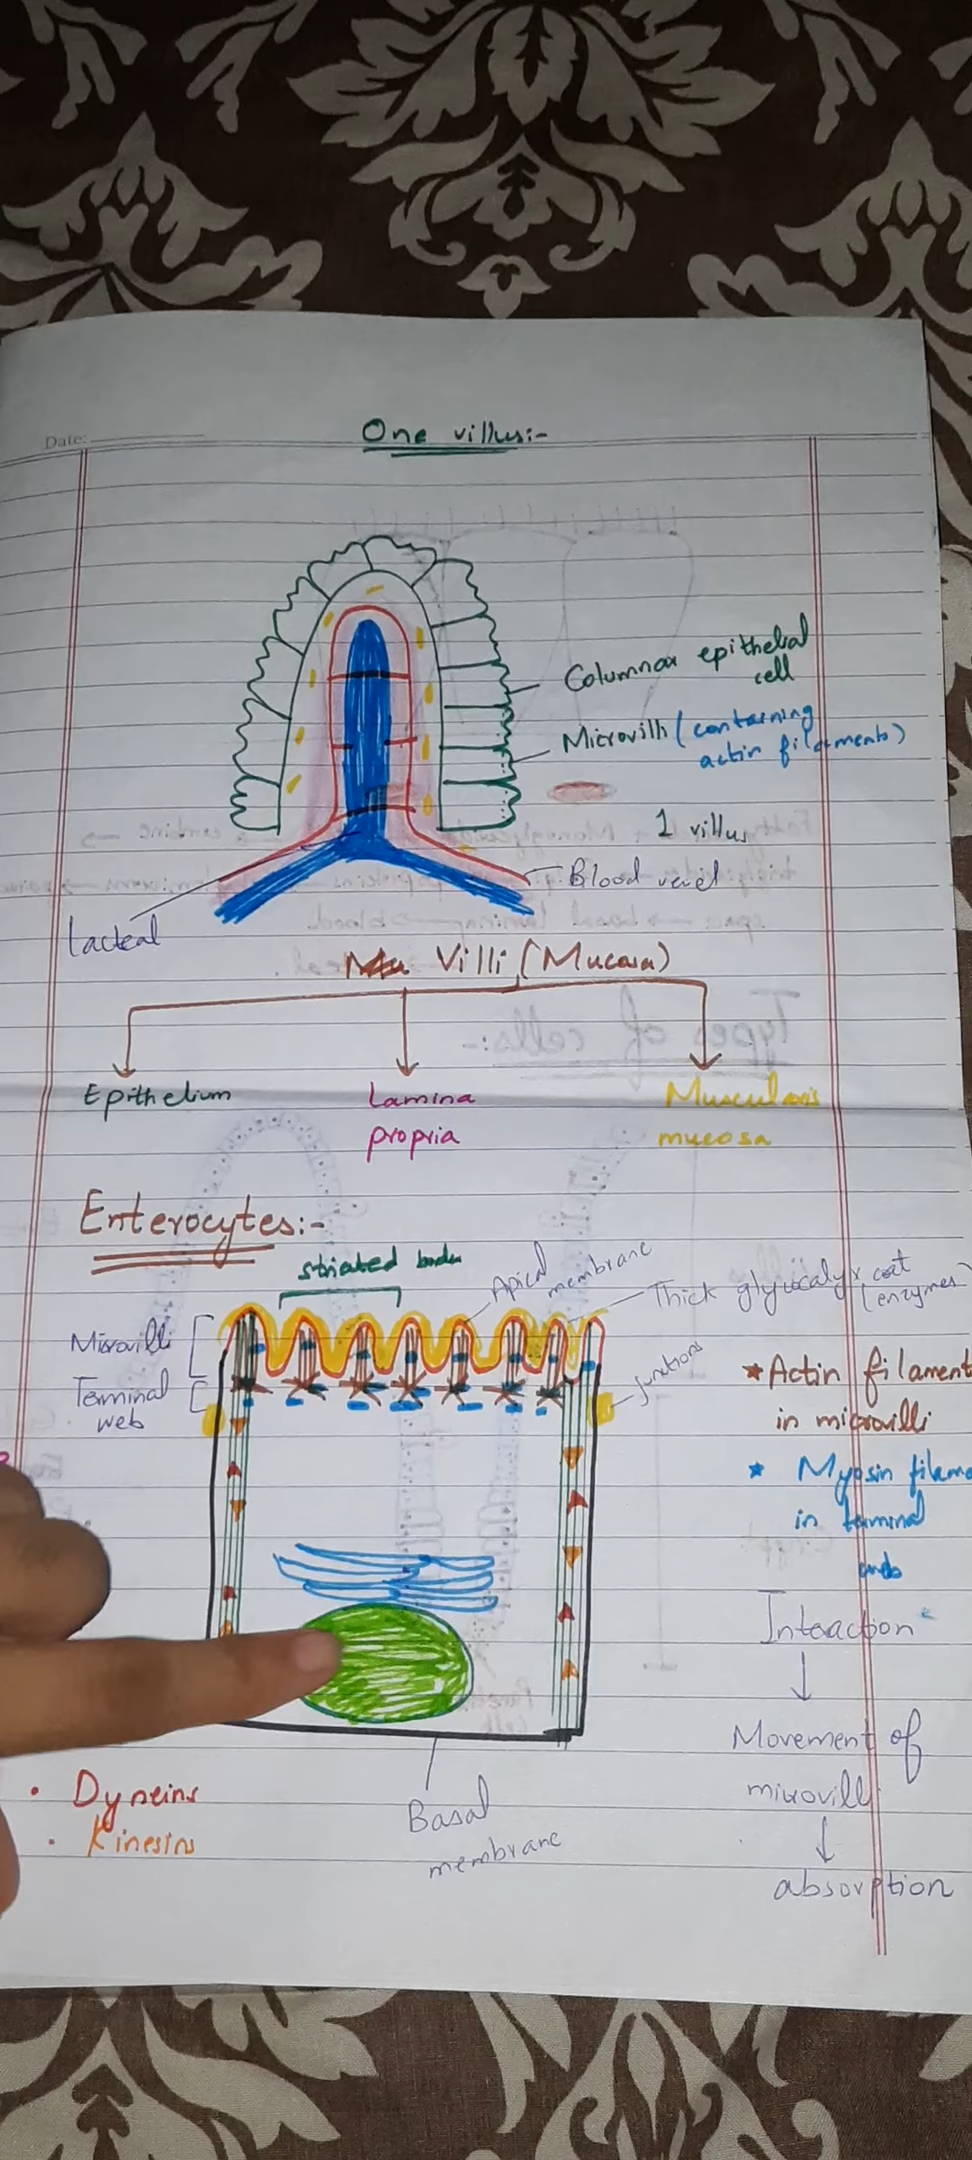 Date:
One villus:-
Columnar epithelial
cell
Microvilli (containing
actin filaments)
1 villus
Blood vessel
Lacteal
Villi (Mucosa)
Epithelium
Lamina
propria
Muscularis
mucosa
Enterocytes:-
striated border
Apical
membrane
Thick glycocalyx coat
(enzymes)
Microvilli
Terminal
web
junctions
* Actin filament
in microvilli
* Myosin filame
in terminal
web
Interaction
Movement of
microvilli
absorption
• Dyneins
• Kinesins
Basal
membrane